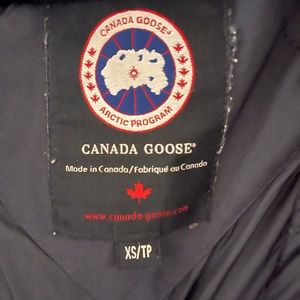 CANADA GOOSE®
ARCTIC PROGRAM
CANADA GOOSE®
Made in Canada/Fabriqué au Canada
www.canada-goose.com
XS/TP